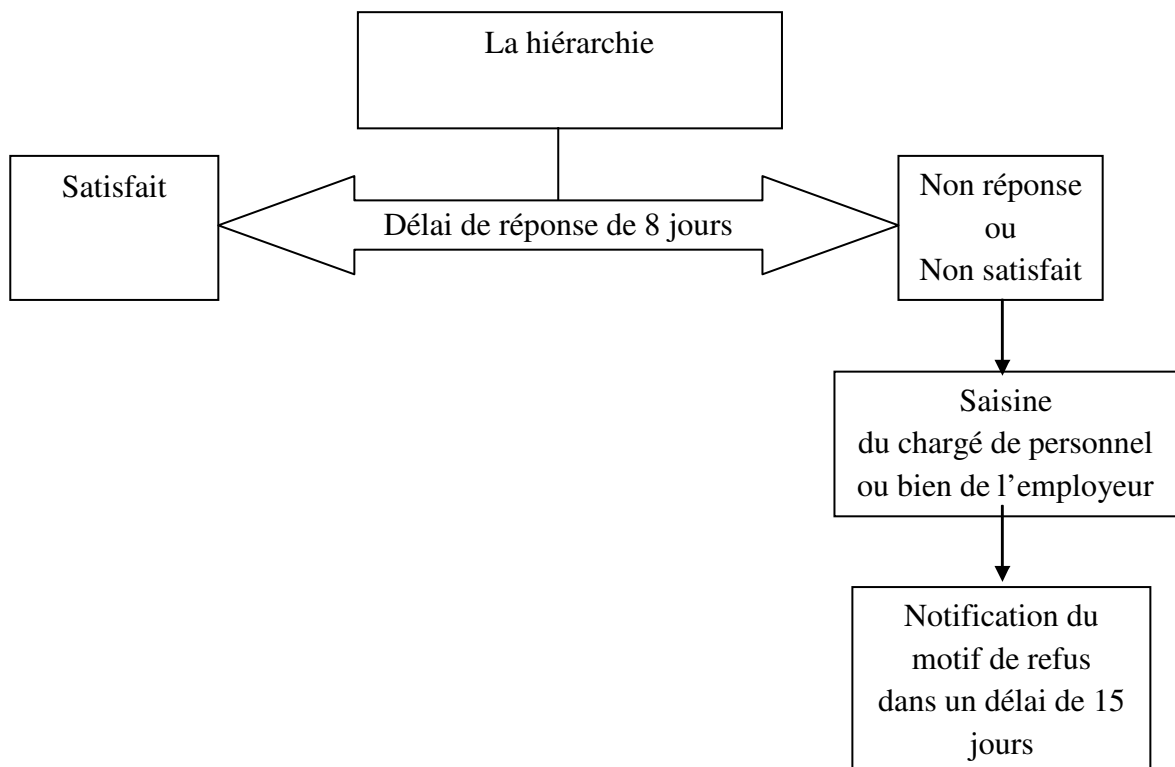 La hiérarchie
Satisfait
Délai de réponse de 8 jours
Non réponse
ou
Non satisfait
Saisine
du chargé de personnel
ou bien de l’employeur
Notification du
motif de refus
dans un délai de 15
jours